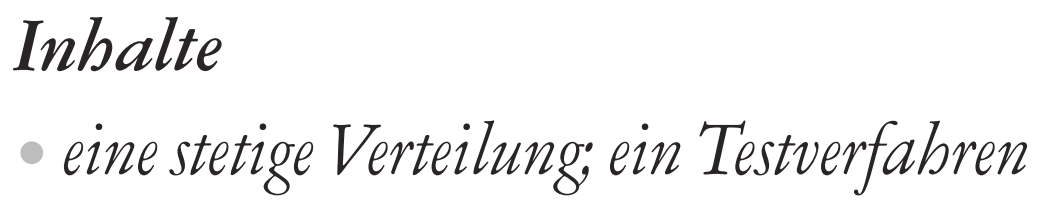 Inhalte
• eine stetige Verteilung; ein Testverfahren